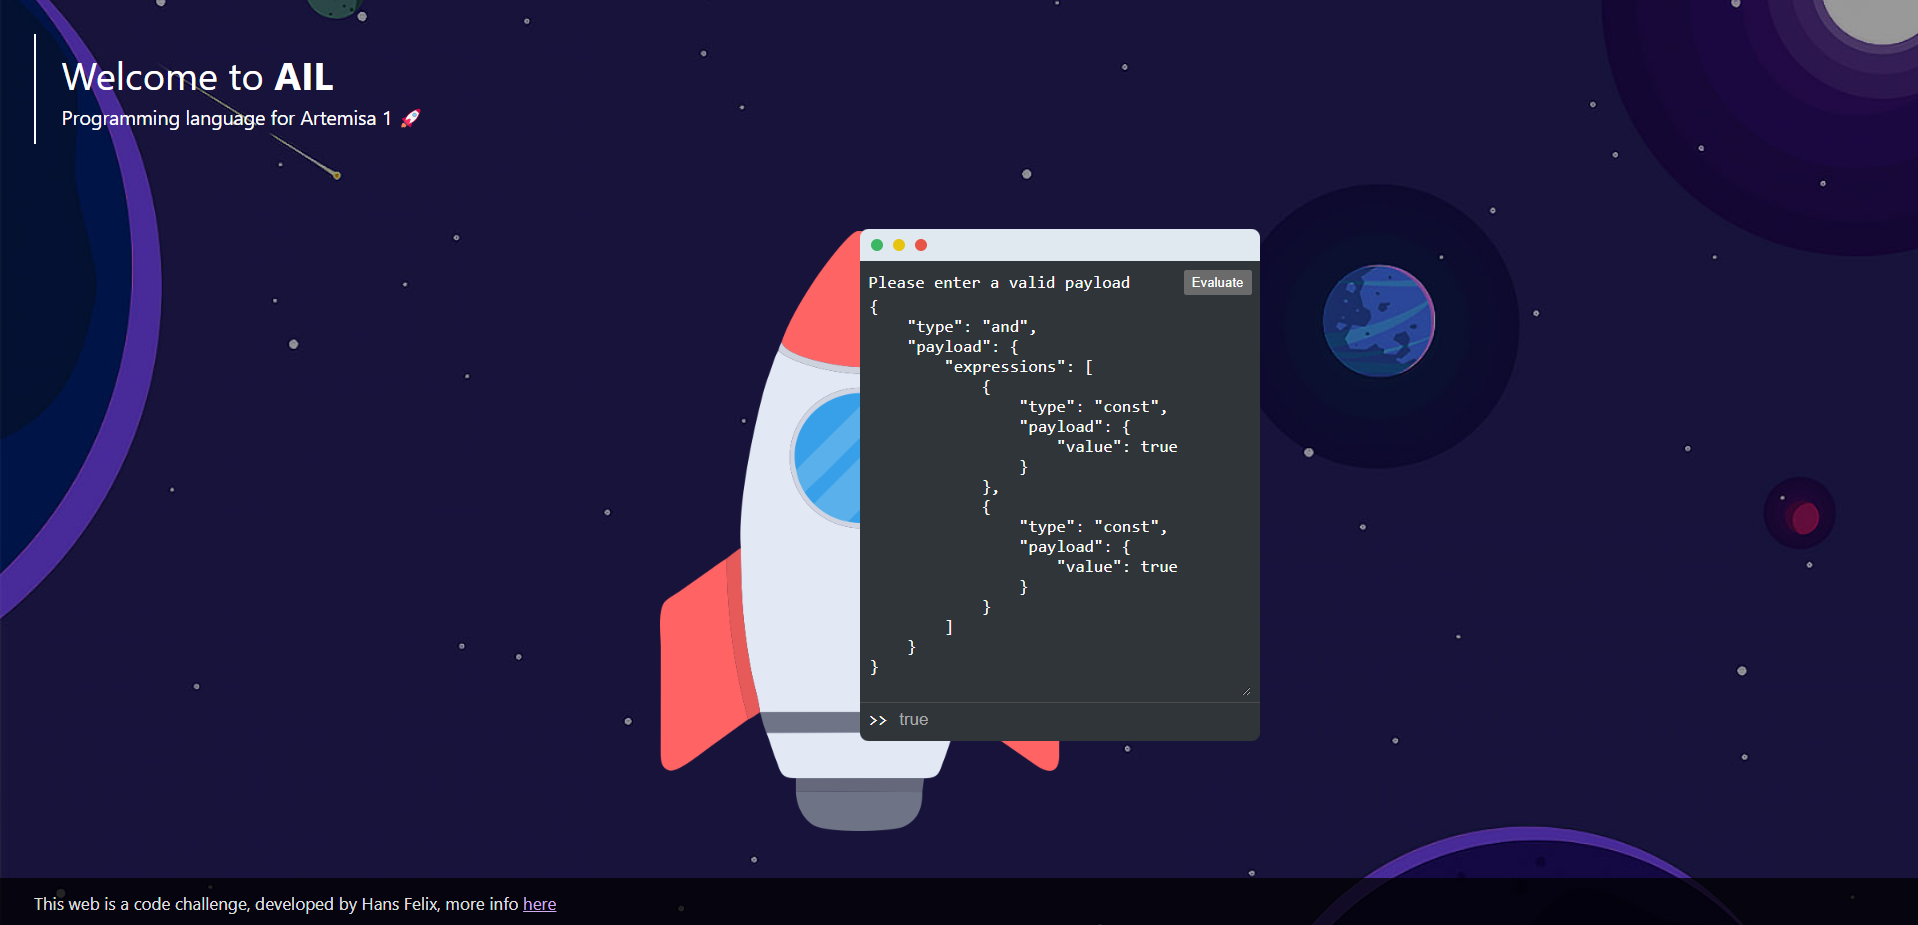 Welcome to AIL
Programming language for Artemisa 1 🚀
Please enter a valid payload
Evaluate
{
    "type": "and",
    "payload": {
        "expressions": [
            {
                "type": "const",
                "payload": {
                    "value": true
                }
            },
            {
                "type": "const",
                "payload": {
                    "value": true
                }
            }
        ]
    }
}
>> true
This web is a code challenge, developed by Hans Felix, more info here